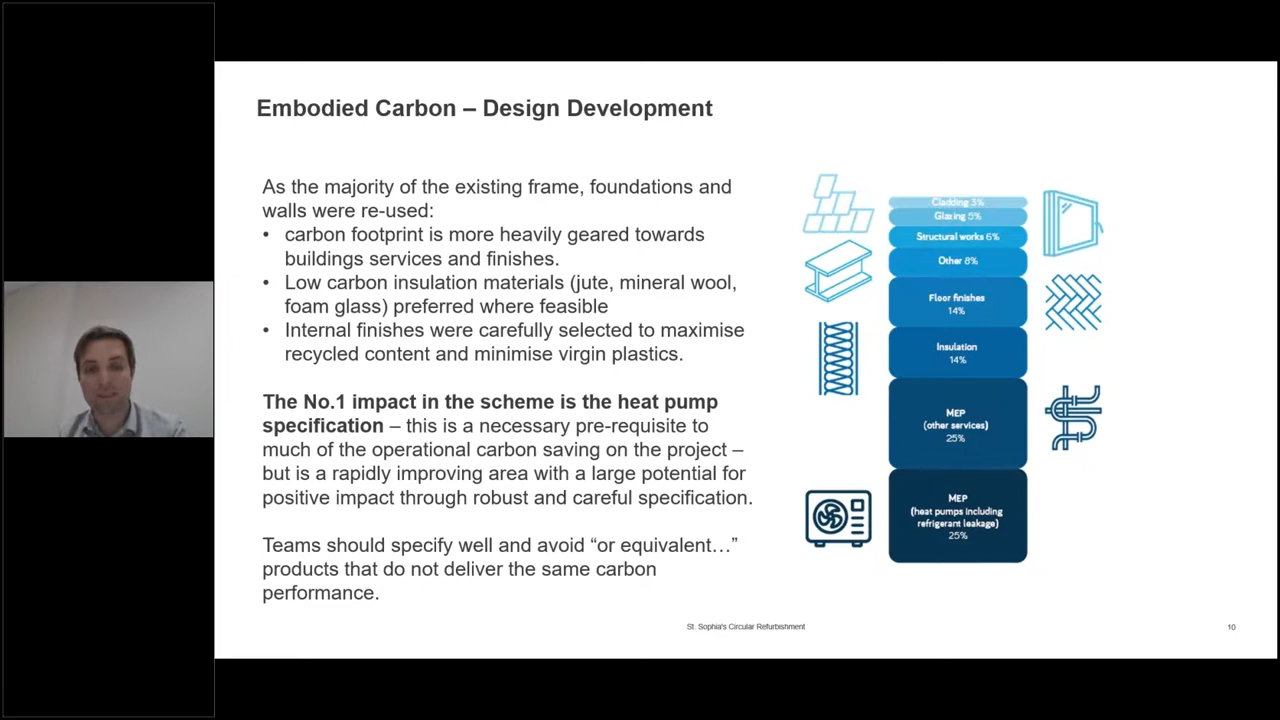 Embodied Carbon – Design Development
As the majority of the existing frame, foundations and
walls were re-used:
• carbon footprint is more heavily geared towards
buildings services and finishes.
• Low carbon insulation materials (jute, mineral wool,
foam glass) preferred where feasible
• Internal finishes were carefully selected to maximise
recycled content and minimise virgin plastics.
The No.1 impact in the scheme is the heat pump
specification – this is a necessary pre-requisite to
much of the operational carbon saving on the project –
but is a rapidly improving area with a large potential for
positive impact through robust and careful specification.
Teams should specify well and avoid “or equivalent…”
products that do not deliver the same carbon
performance.
Cladding 3%
Glazing 5%
Structural works 6%
Other 8%
Floor finishes
14%
Insulation
14%
MEP
(other services)
25%
MEP
(heat pumps including
refrigerant leakage)
25%
St. Sophia's Circular Refurbishment
10